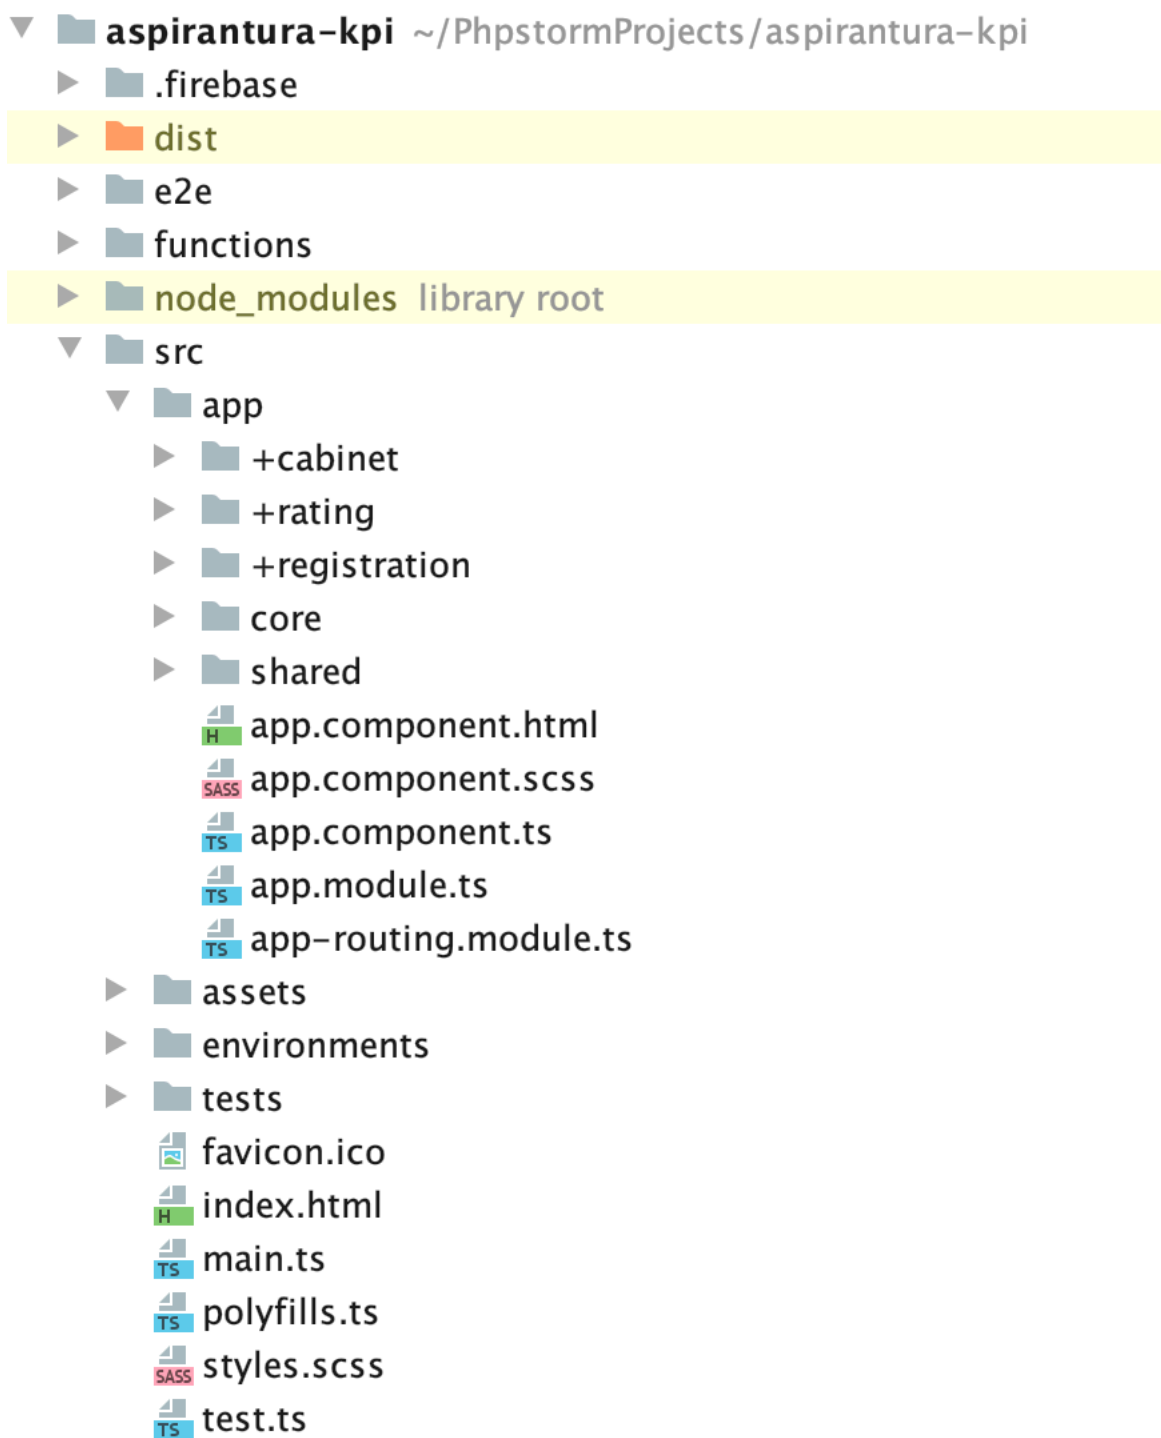 aspirantura-kpi ~/PhpstormProjects/aspirantura-kpi
.firebase
dist
e2e
functions
node_modules library root
src
app
+cabinet
+rating
+registration
core
shared
H app.component.html
SASS app.component.scss
TS app.component.ts
TS app.module.ts
TS app-routing.module.ts
assets
environments
tests
favicon.ico
H index.html
TS main.ts
TS polyfills.ts
SASS styles.scss
TS test.ts